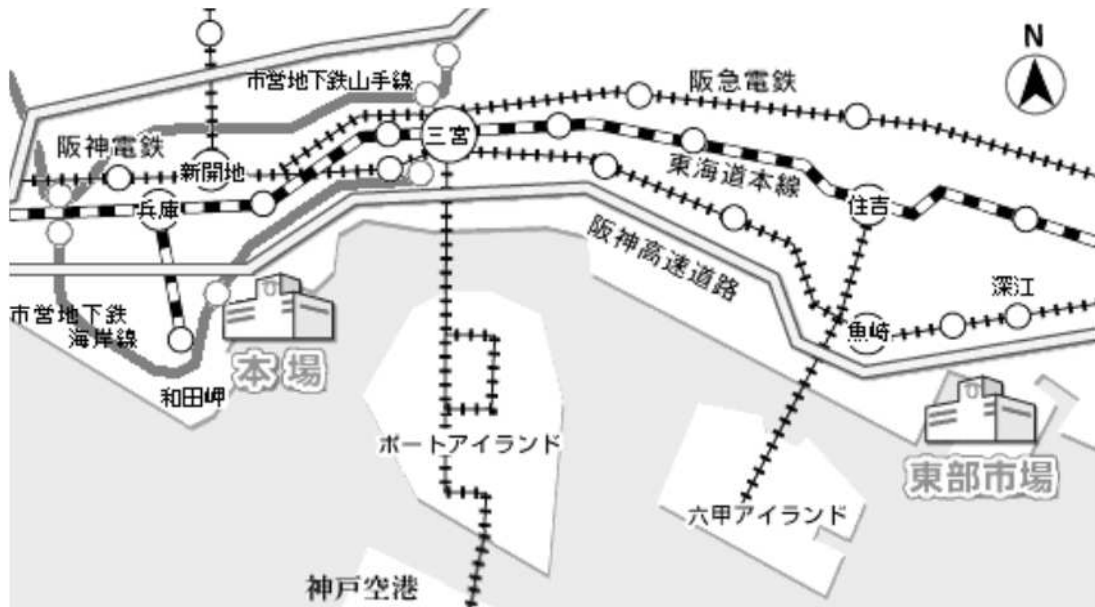 N
市営地下鉄山手線
阪急電鉄
三宮
阪神電鉄
新開地
東海道本線
兵庫
住吉
阪神高速道路
深江
市営地下鉄
海岸線
魚崎
本場
和田岬
ポートアイランド
東部市場
六甲アイランド
神戸空港